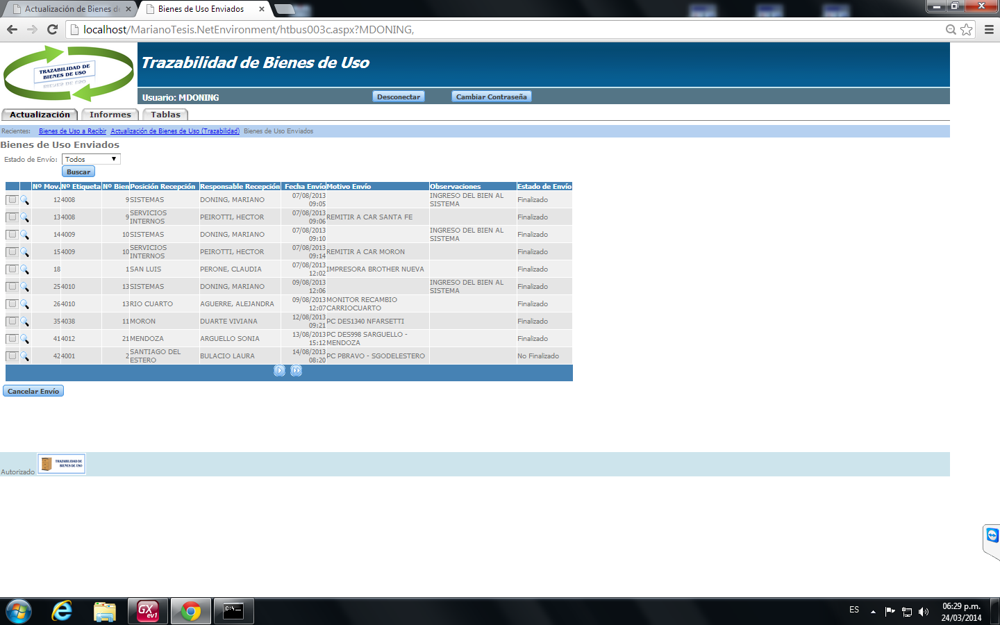 Actualización de Bienes de
Bienes de Uso Enviados
localhost/MarianoTesis.NetEnvironment/htbus003c.aspx?MDONING,
TRAZABILIDAD DE
BIENES DE USO
Trazabilidad de Bienes de Uso
Usuario: MDONING
Desconectar
Cambiar Contraseña
Actualización
Informes
Tablas
Recientes: Bienes de Uso a Recibir Actualización de Bienes de Uso (Trazabilidad) Bienes de Uso Enviados
Bienes de Uso Enviados
Estado de Envío: Todos
Buscar
Nº Mov. Nº Etiqueta Nº Bien Posición Recepción Responsable Recepción Fecha Envío Motivo Envío Observaciones Estado de Envío
12 4008 9 SISTEMAS DONING, MARIANO 07/08/2013 09:05 INGRESO DEL BIEN AL SISTEMA Finalizado
13 4008 9 SERVICIOS INTERNOS PEIROTTI, HECTOR 07/08/2013 09:06 REMITIR A CAR SANTA FE Finalizado
14 4009 10 SISTEMAS DONING, MARIANO 07/08/2013 09:10 INGRESO DEL BIEN AL SISTEMA Finalizado
15 4009 10 SERVICIOS INTERNOS PEIROTTI, HECTOR 07/08/2013 09:14 REMITIR A CAR MORON Finalizado
18 1 SAN LUIS PERONE, CLAUDIA 07/08/2013 12:02 IMPRESORA BROTHER NUEVA Finalizado
25 4010 13 SISTEMAS DONING, MARIANO 09/08/2013 12:06 INGRESO DEL BIEN AL SISTEMA Finalizado
26 4010 13 RIO CUARTO AGUERRE, ALEJANDRA 09/08/2013 12:07 MONITOR RECAMBIO CARRIOCUARTO Finalizado
35 4038 11 MORON DUARTE VIVIANA 12/08/2013 09:21 PC DES1340 NFARSETTI Finalizado
41 4012 21 MENDOZA ARGUELLO SONIA 13/08/2013 15:12 PC DES998 SARGUELLO - MENDOZA Finalizado
42 4001 2 SANTIAGO DEL ESTERO BULACIO LAURA 14/08/2013 08:20 PC PBRAVO - SGODELESTERO No Finalizado
Cancelar Envío
Autorizado
TRAZABILIDAD DE
BIENES DE USO
GX
ev1
C:\
ES
06:29 p.m.
24/03/2014